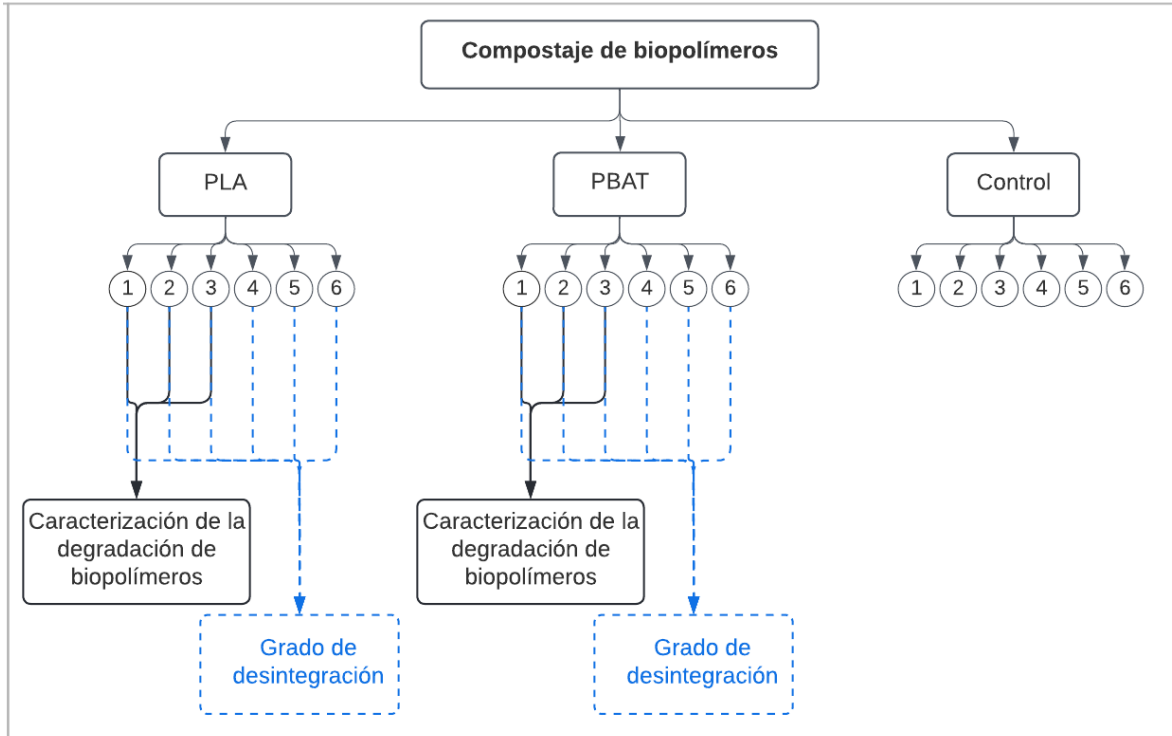 Compostaje de biopolímeros
PLA
PBAT
Control
1 2 3 4 5 6
1 2 3 4 5 6
1 2 3 4 5 6
Caracterización de la
degradación de
biopolímeros
Caracterización de la
degradación de
biopolímeros
Grado de
desintegración
Grado de
desintegración